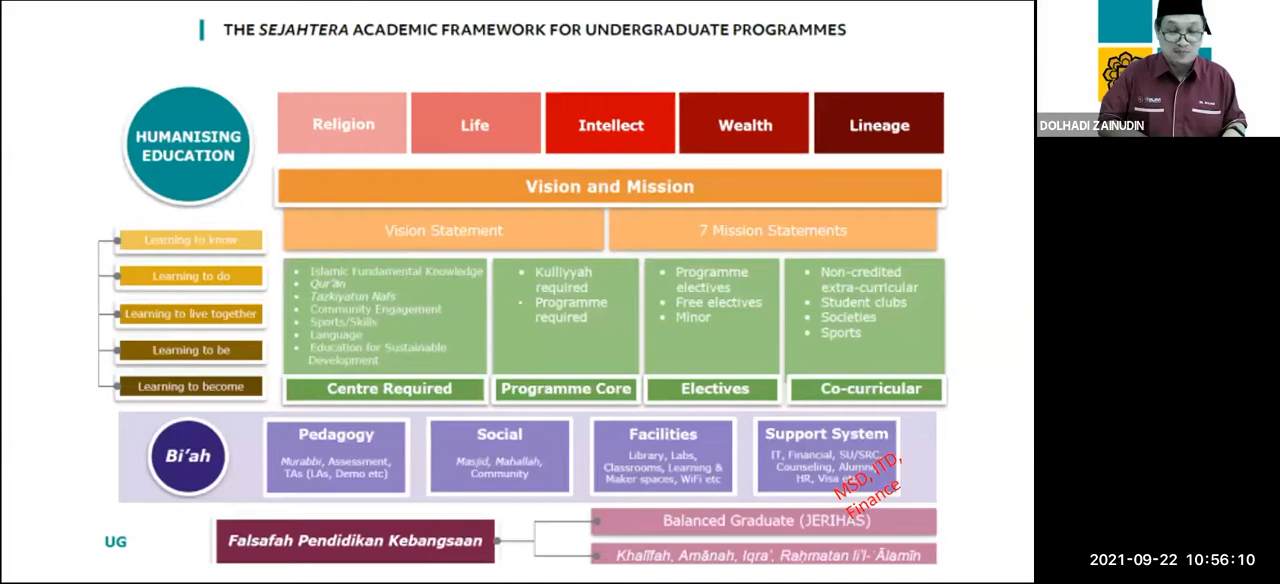 THE SEJAHTERA ACADEMIC FRAMEWORK FOR UNDERGRADUATE PROGRAMMES
HUMANISING
EDUCATION
Religion
Life
Intellect
Wealth
Lineage
Vision and Mission
Vision Statement
7 Mission Statements
Learning to know
Learning to do
Learning to live together
Learning to be
Learning to become
• Islamic Fundamental Knowledge
• Qur'ān
• Tazkiyatun Nafs
• Community Engagement
• Sports/Skills
• Language
• Education for Sustainable
Development
Centre Required
• Kulliyyah
required
• Programme
required
Programme Core
• Programme
electives
• Free electives
• Minor
Electives
• Non-credited
extra-curricular
• Student clubs
• Societies
• Sports
Co-curricular
Bi'ah
Pedagogy
Murabbi, Assessment,
TAs (LAs, Demo etc)
Social
Masjid, Mahallah,
Community
Facilities
Library, Labs,
Classrooms, Learning &
Maker spaces, WiFi etc
Support System
IT, Financial, SU/SRC,
Counseling, Alumni,
HR, Visa etc
MSD, ITD,
Finance
UG
Falsafah Pendidikan Kebangsaan
Balanced Graduate (JERIHAS)
Khalīfah, Amānah, Iqra', Raḥmatan li'l-'Ālamīn
DOLHADI ZAINUDIN
2021-09-22 10:56:10